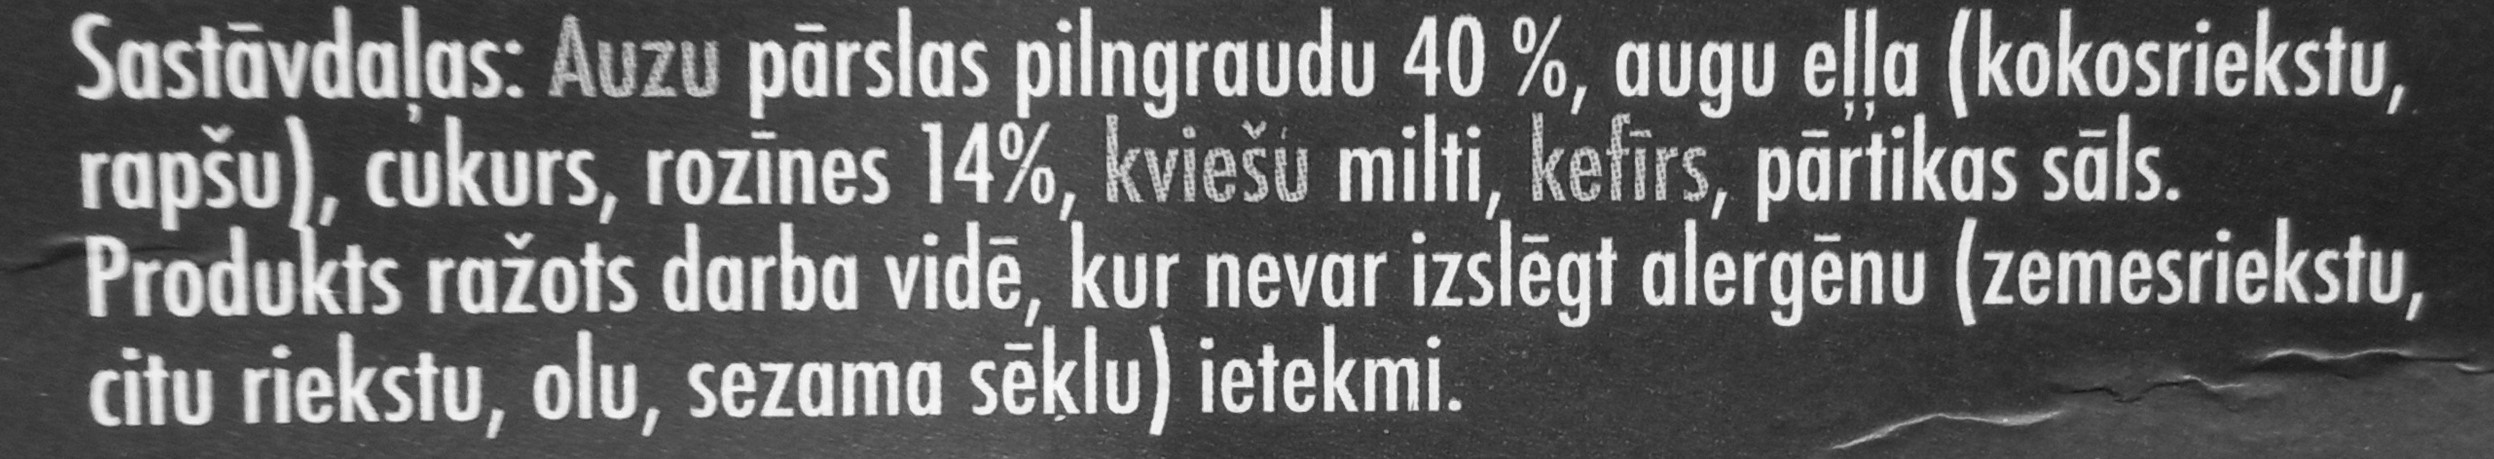 Sastāvdaļas: Auzu pārslas pilngraudu 40 %, augu eļļa (kokosriekstu,
rapšu), cukurs, rozīnes 14%, kviešu milti, kefīrs, pārtikas sāls.
Produkts ražots darba vidē, kur nevar izslēgt alergēnu (zemesriekstu,
citu riekstu, olu, sezama sēkļu) ietekmi.